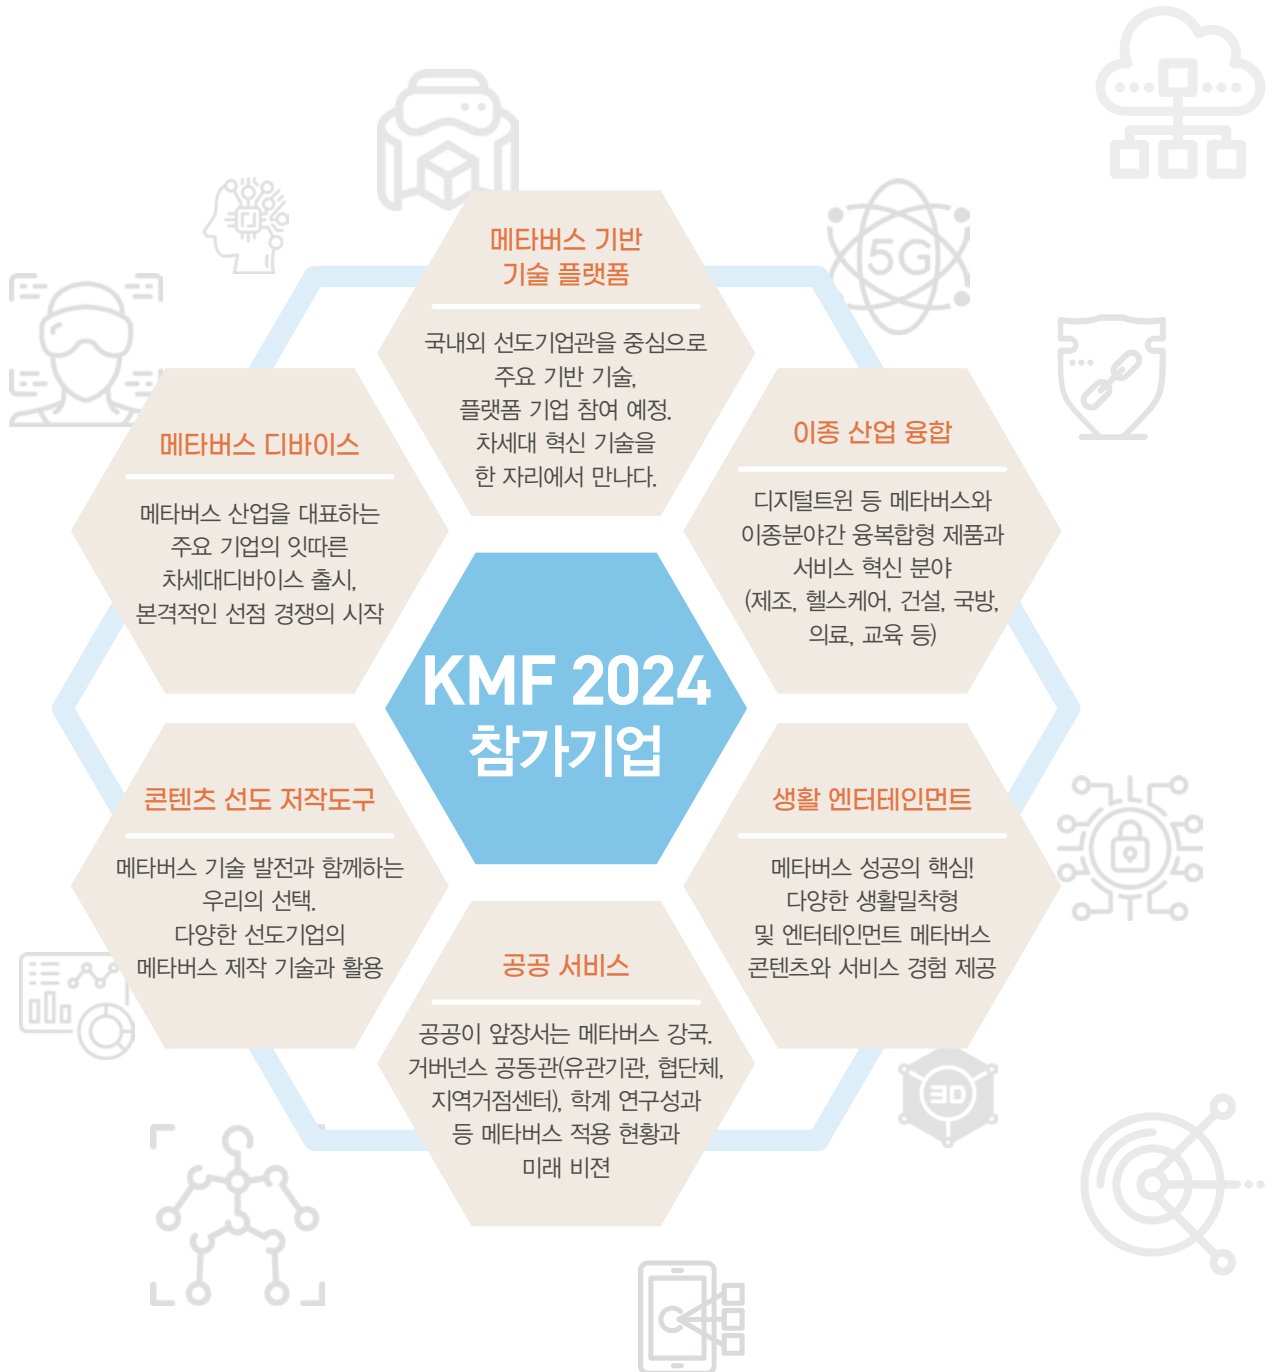 메타버스 기반
기술 플랫폼
국내외 선도기업관을 중심으로
주요 기반 기술,
플랫폼 기업 참여 예정.
차세대 혁신 기술을
한 자리에서 만나다.
5G
메타버스 디바이스
메타버스 산업을 대표하는
주요 기업의 잇따른
차세대디바이스 출시,
본격적인 선점 경쟁의 시작
이종 산업 융합
디지털트윈 등 메타버스와
이종분야간 융복합형 제품과
서비스 혁신 분야
(제조, 헬스케어, 건설, 국방,
의료, 교육 등)
KMF 2024
참가기업
콘텐츠 선도 저작도구
메타버스 기술 발전과 함께하는
우리의 선택.
다양한 선도기업의
메타버스 제작 기술과 활용
생활 엔터테인먼트
메타버스 성공의 핵심!
다양한 생활밀착형
및 엔터테인먼트 메타버스
콘텐츠와 서비스 경험 제공
공공 서비스
공공이 앞장서는 메타버스 강국.
거버넌스 공동관(유관기관, 협단체,
지역거점센터), 학계 연구성과
등 메타버스 적용 현황과
미래 비젼
3D